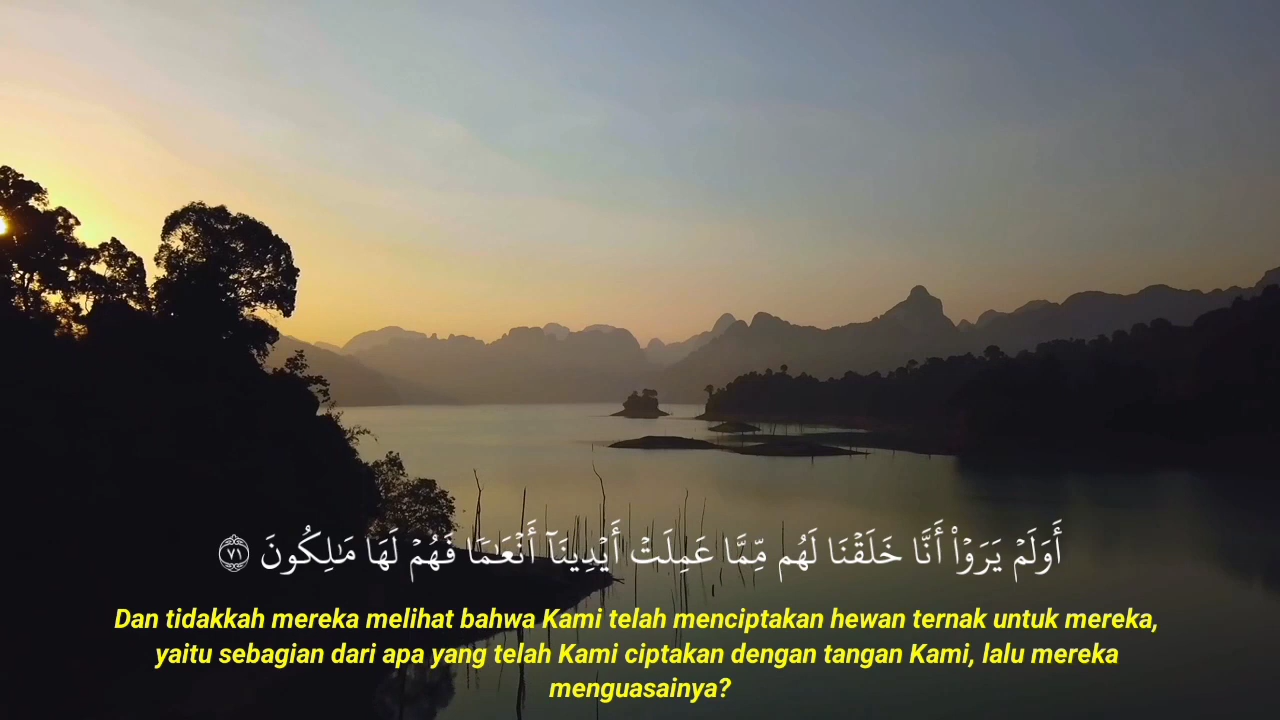 أَوَلَمْ يَرَوْا۟ أَنَّا خَلَقْنَا لَهُم مِّمَّا عَمِلَتْ أَيْدِينَآ أَنْعَـٰمًا فَهُمْ لَهَا مَـٰلِكُونَ ٧١
Dan tidakkah mereka melihat bahwa Kami telah menciptakan hewan ternak untuk mereka,
yaitu sebagian dari apa yang telah Kami ciptakan dengan tangan Kami, lalu mereka
menguasainya?